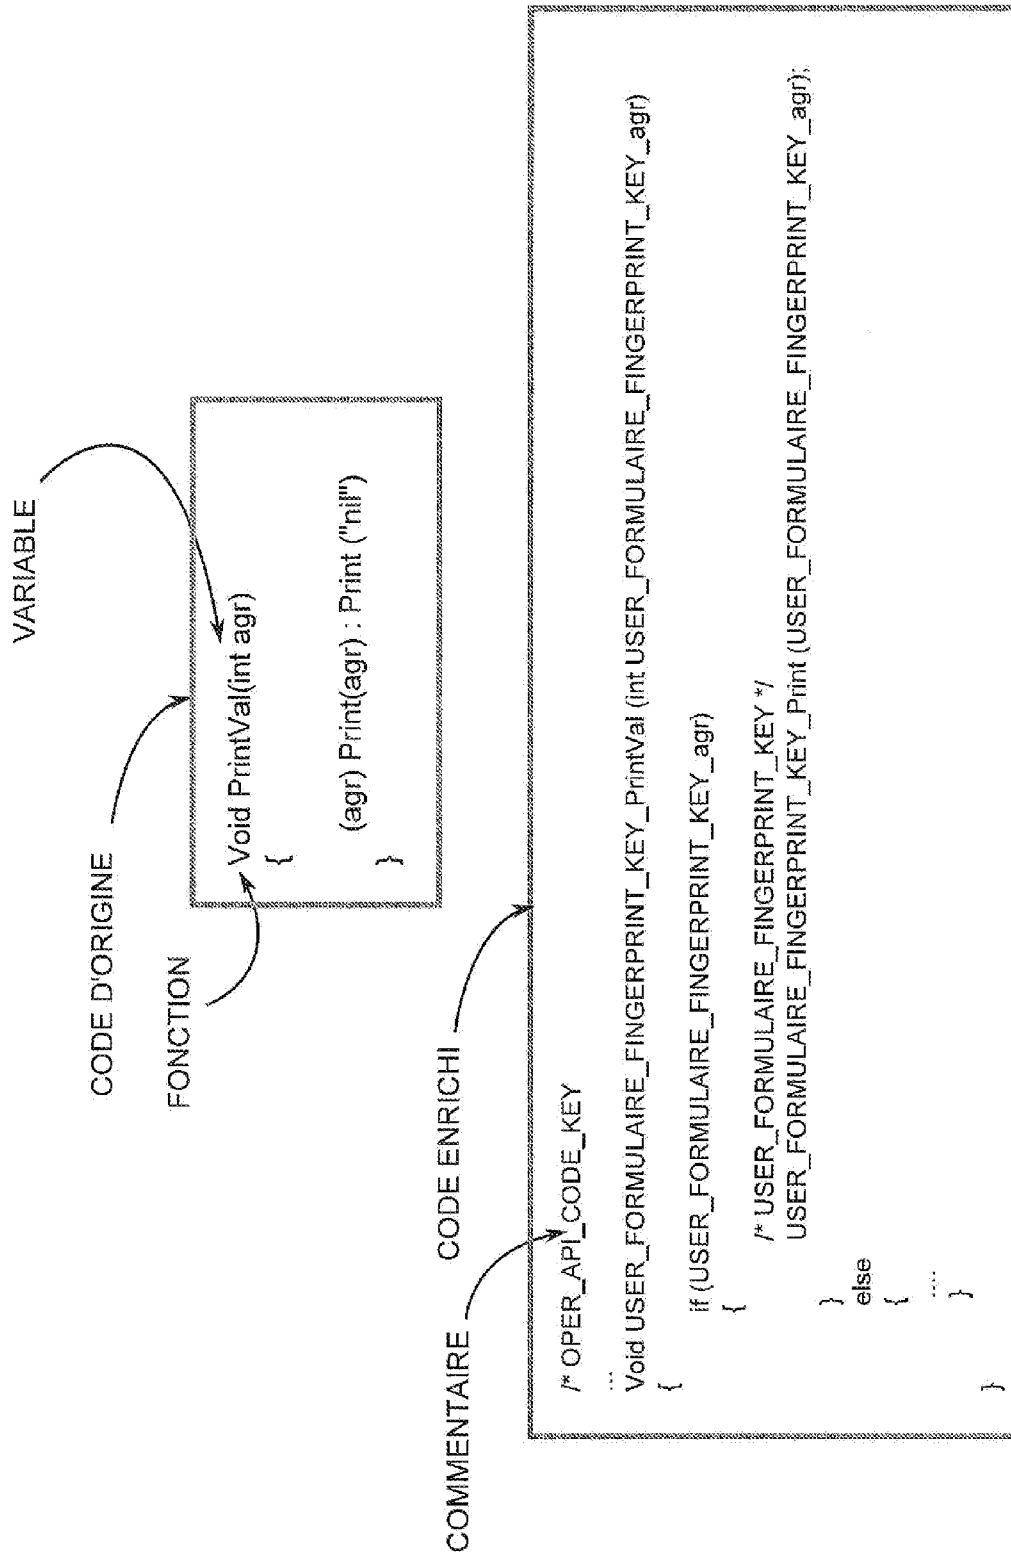 VARIABLE
CODE D'ORIGINE
FONCTION
Void PrintVal(int agr)
{
(agr) Print(agr) : Print ("nil")
}
CODE ENRICHI
COMMENTAIRE
/* OPER_API_CODE_KEY
...
Void USER_FORMULAIRE_FINGERPRINT_KEY_PrintVal (int USER_FORMULAIRE_FINGERPRINT_KEY_agr)
{
if (USER_FORMULAIRE_FINGERPRINT_KEY_agr)
{
/* USER_FORMULAIRE_FINGERPRINT_KEY */
USER_FORMULAIRE_FINGERPRINT_KEY_Print (USER_FORMULAIRE_FINGERPRINT_KEY_agr);
}
else
{
....
}
}